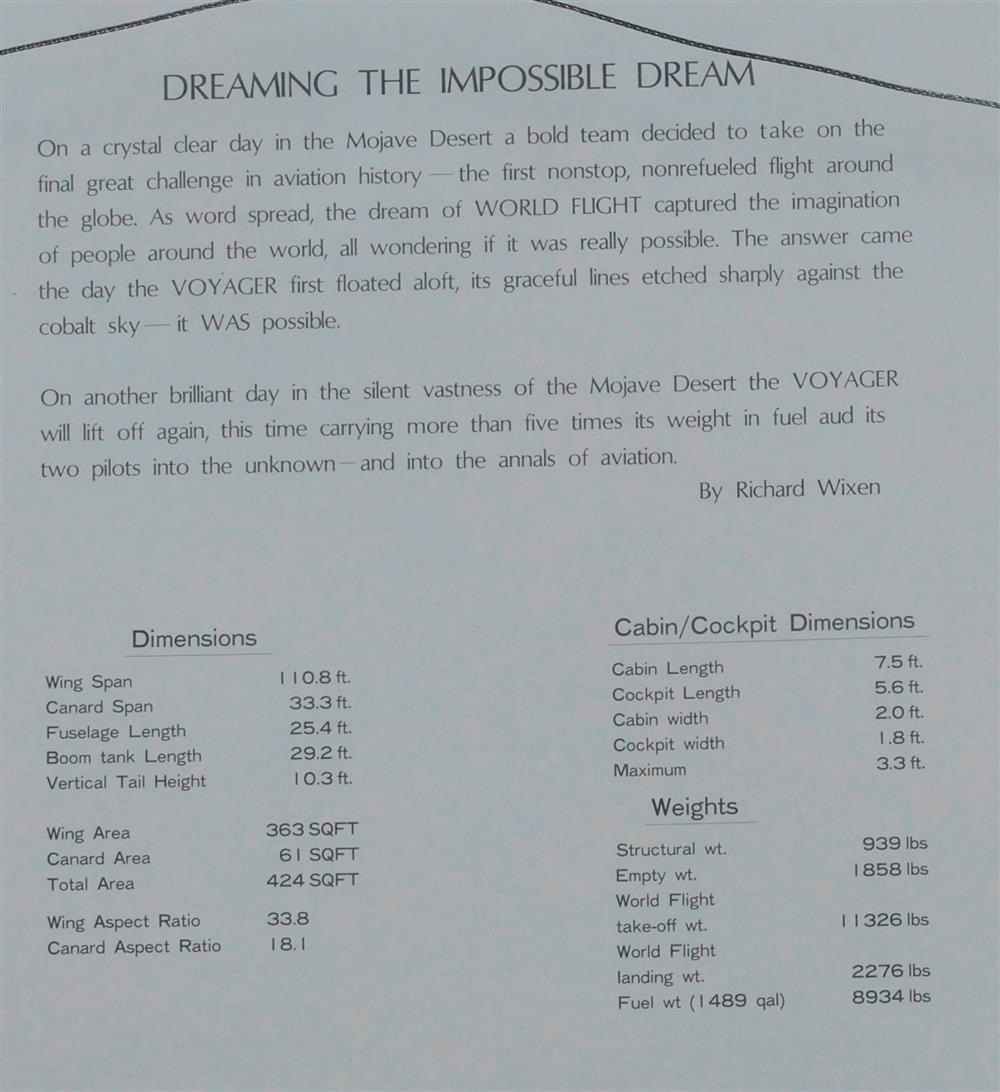 DREAMING THE IMPOSSIBLE DREAM
On a crystal clear day in the Mojave Desert a bold team decided to take on the
final great challenge in aviation history — the first nonstop, nonrefueled flight around
the globe. As word spread, the dream of WORLD FLIGHT captured the imagination
of people around the world, all wondering if it was really possible. The answer came
the day the VOYAGER first floated aloft, its graceful lines etched sharply against the
cobalt sky — it WAS possible.
On another brilliant day in the silent vastness of the Mojave Desert the VOYAGER
will lift off again, this time carrying more than five times its weight in fuel aud its
two pilots into the unknown — and into the annals of aviation.
By Richard Wixen
Dimensions
Wing Span 110.8 ft.
Canard Span 33.3 ft.
Fuselage Length 25.4 ft.
Boom tank Length 29.2 ft.
Vertical Tail Height 10.3 ft.
Wing Area 363 SQFT
Canard Area 61 SQFT
Total Area 424 SQFT
Wing Aspect Ratio 33.8
Canard Aspect Ratio 18.1
Cabin/Cockpit Dimensions
Cabin Length 7.5 ft.
Cockpit Length 5.6 ft.
Cabin width 2.0 ft.
Cockpit width 1.8 ft.
Maximum 3.3 ft.
Weights
Structural wt. 939 lbs
Empty wt. 1858 lbs
World Flight
take-off wt. 11326 lbs
World Flight
landing wt. 2276 lbs
Fuel wt (1489 qal) 8934 lbs